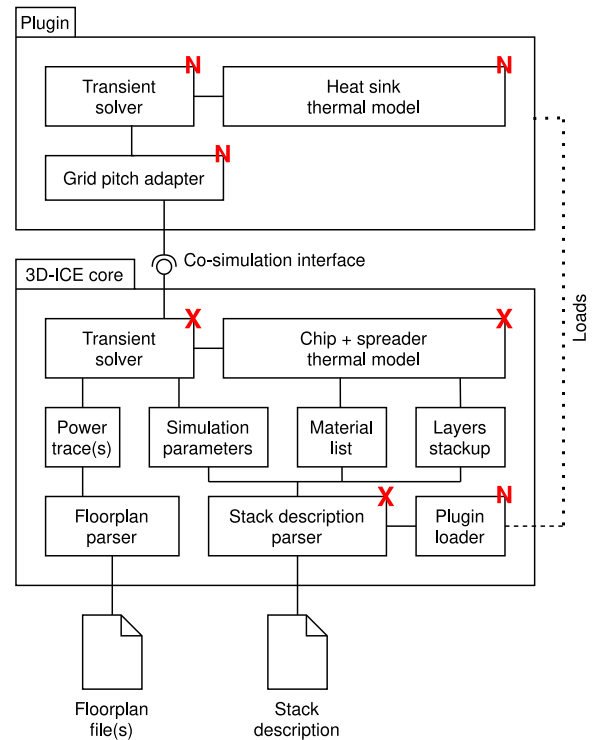 Plugin
N
N
Transient
solver
Heat sink
thermal model
N
Grid pitch adapter
Co-simulation interface
3D-ICE core
Loads
X
X
Transient
solver
Chip + spreader
thermal model
Power
trace(s)
Simulation
parameters
Material
list
Layers
stackup
X
N
Floorplan
parser
Stack description
parser
Plugin
loader
Floorplan
file(s)
Stack
description